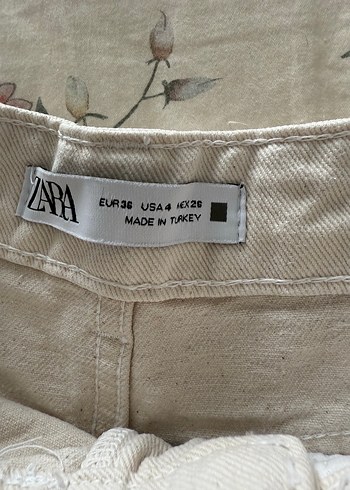 ZARA
EUR 36 USA 4 MEX 26
MADE IN TURKEY